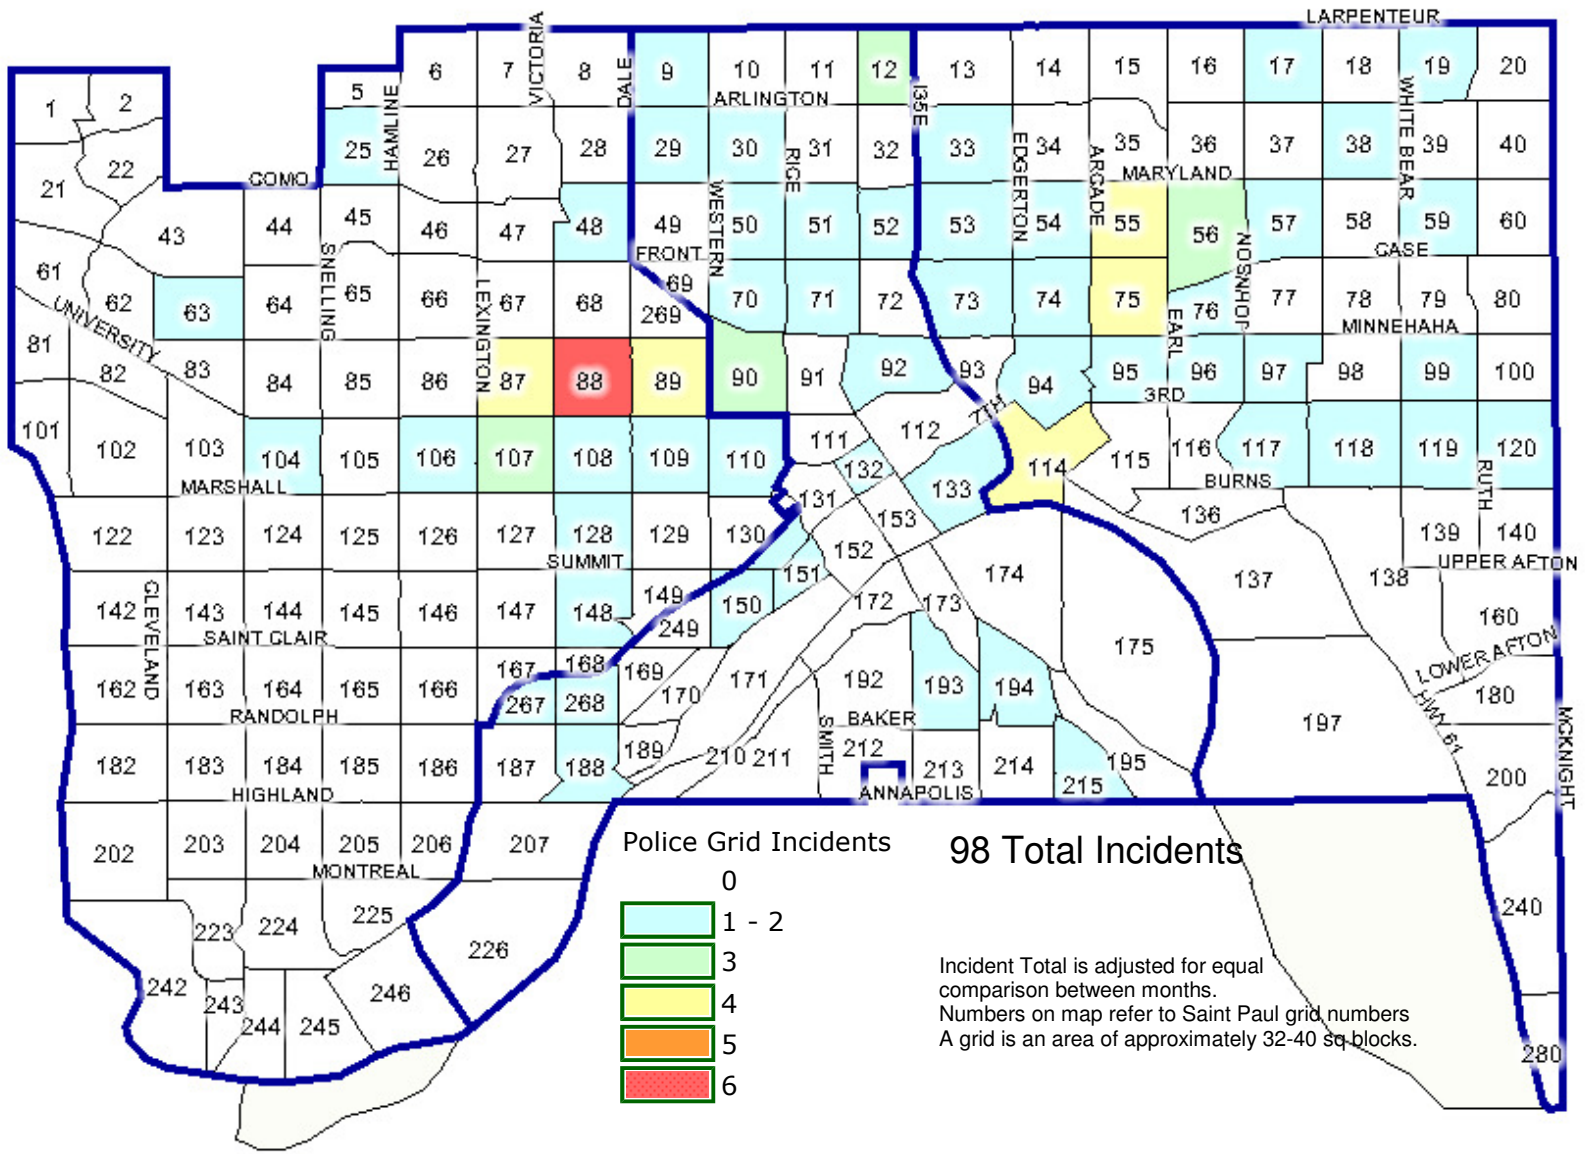 LARPENTEUR
VICTORIA
DALE
6 7 8 9 10 11 12 13 14 15 16 17 18 19 20
5
1 2
ARLINGTON
HAMLINE
I35E
WHITE BEAR
25 26 27 28 29 30 31 32 33 34 35 36 37 38 39 40
RICE
EDGERTON
ARCADE
MARYLAND
21 22
COMO
WESTERN
43 44 45 46 47 48 49 50 51 52 53 54 55 56 57 58 59 60
SNELLING
FRONT
JOHNSON
CASE
61 62 63 64 65 66 67 68 69 70 71 72 73 74 75 76 77 78 79 80
269
UNIVERSITY
LEXINGTON
EARL
MINNEHAHA
81 82 83 84 85 86 87 88 89 90 91 92 93 94 95 96 97 98 99 100
3RD
7TH
101 102 103 104 105 106 107 108 109 110 111 112 114 115 116 117 118 119 120
132 133
MARSHALL
BURNS
RUTH
131
122 123 124 125 126 127 128 129 130 152 153 136 139 140
SUMMIT
UPPER AFTON
CLEVELAND
151 174 137 138
142 143 144 145 146 147 148 149 150 172 173 160
249
SAINT CLAIR
LOWER AFTON
175
162 163 164 165 166 167 168 169 170 171 192 193 194 180
267 268
RANDOLPH
SMITH
BAKER
197
HWY 61
MCKNIGHT
182 183 184 185 186 187 188 189 210 211 212 213 214 215 195 200
HIGHLAND
ANNAPOLIS
202 203 204 205 206 207
MONTREAL
223 224 225 226 240
242 243 244 245 246
280
Police Grid Incidents
0
1 - 2
3
4
5
6
98 Total Incidents
Incident Total is adjusted for equal
comparison between months.
Numbers on map refer to Saint Paul grid numbers
A grid is an area of approximately 32-40 sq blocks.